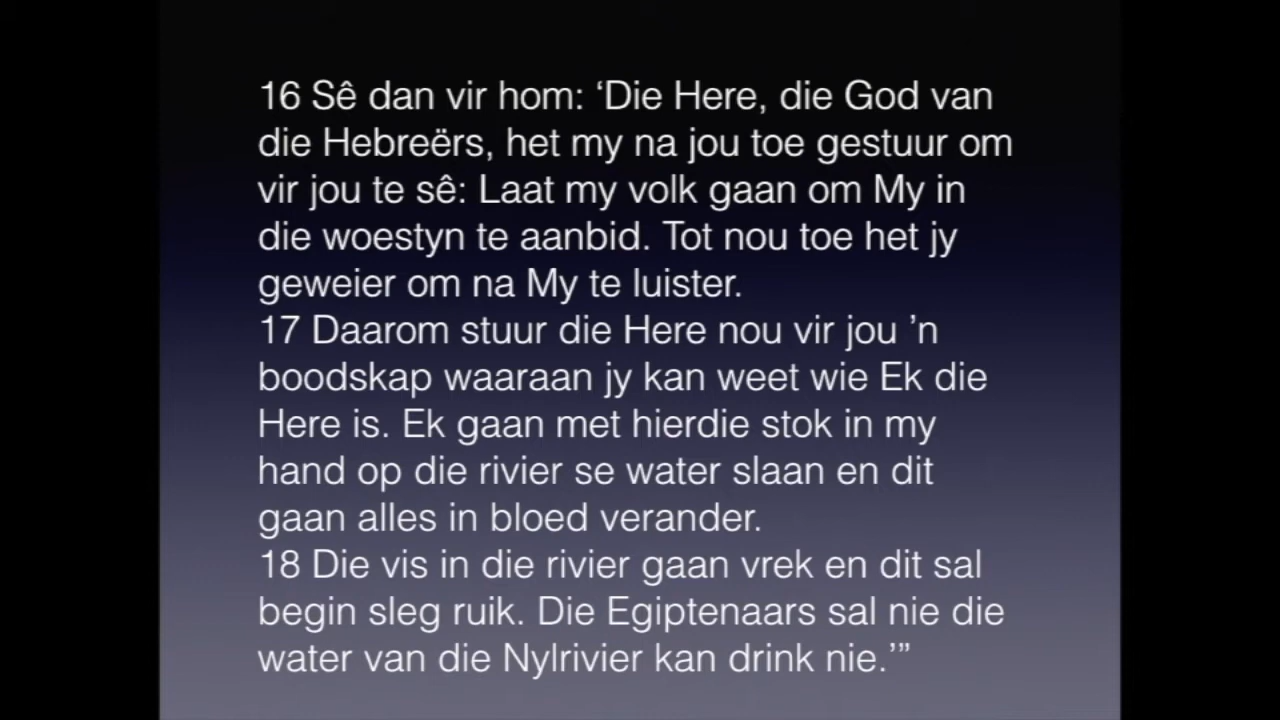 16 Sê dan vir hom: ‘Die Here, die God van
die Hebreërs, het my na jou toe gestuur om
vir jou te sê: Laat my volk gaan om My in
die woestyn te aanbid. Tot nou toe het jy
geweier om na My te luister.
17 Daarom stuur die Here nou vir jou ’n
boodskap waaraan jy kan weet wie Ek die
Here is. Ek gaan met hierdie stok in my
hand op die rivier se water slaan en dit
gaan alles in bloed verander.
18 Die vis in die rivier gaan vrek en dit sal
begin sleg ruik. Die Egiptenaars sal nie die
water van die Nylrivier kan drink nie.’”